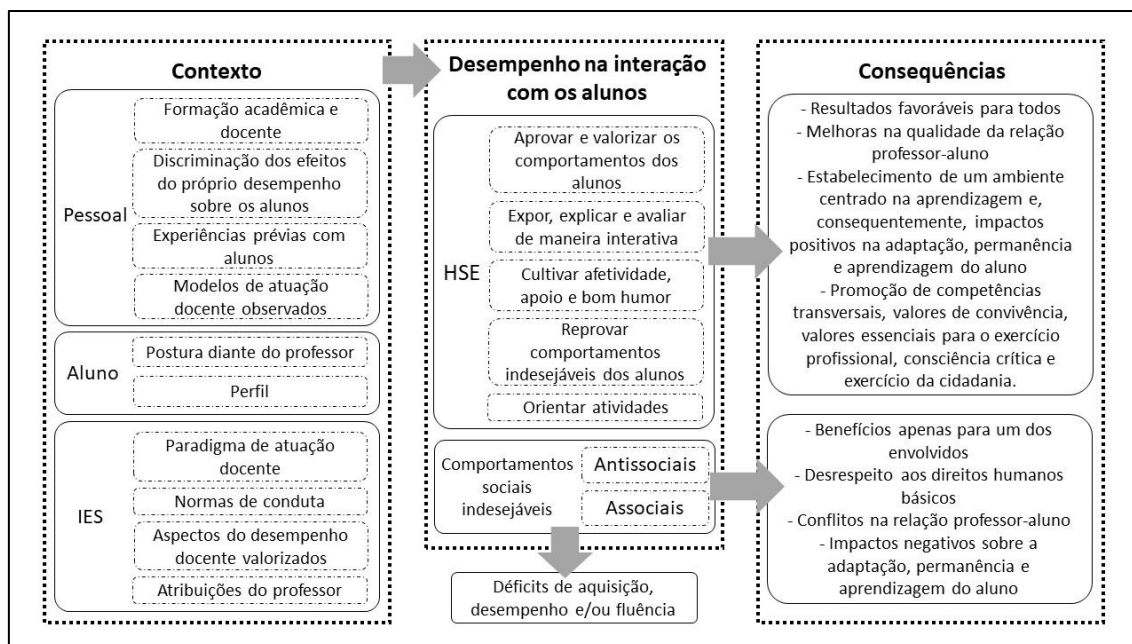 Contexto
Pessoal
Formação acadêmica e
docente
Discriminação dos efeitos
do próprio desempenho
sobre os alunos
Experiências prévias com
alunos
Modelos de atuação
docente observados
Aluno
Postura diante do professor
Perfil
IES
Paradigma de atuação
docente
Normas de conduta
Aspectos do desempenho
docente valorizados
Atribuições do professor
Desempenho na interação
com os alunos
HSE
Aprovar e valorizar os
comportamentos dos
alunos
Expor, explicar e avaliar
de maneira interativa
Cultivar afetividade,
apoio e bom humor
Reprovar
comportamentos
indesejáveis dos alunos
Orientar atividades
Comportamentos
sociais
indesejáveis
Antissociais
Associais
Déficits de aquisição,
desempenho e/ou fluência
Consequências
- Resultados favoráveis para todos
- Melhoras na qualidade da relação
professor-aluno
- Estabelecimento de um ambiente
centrado na aprendizagem e,
consequentemente, impactos
positivos na adaptação, permanência
e aprendizagem do aluno
- Promoção de competências
transversais, valores de convivência,
valores essenciais para o exercício
profissional, consciência crítica e
exercício da cidadania.
- Benefícios apenas para um dos
envolvidos
- Desrespeito aos direitos humanos
básicos
- Conflitos na relação professor-aluno
- Impactos negativos sobre a
adaptação, permanência e
aprendizagem do aluno